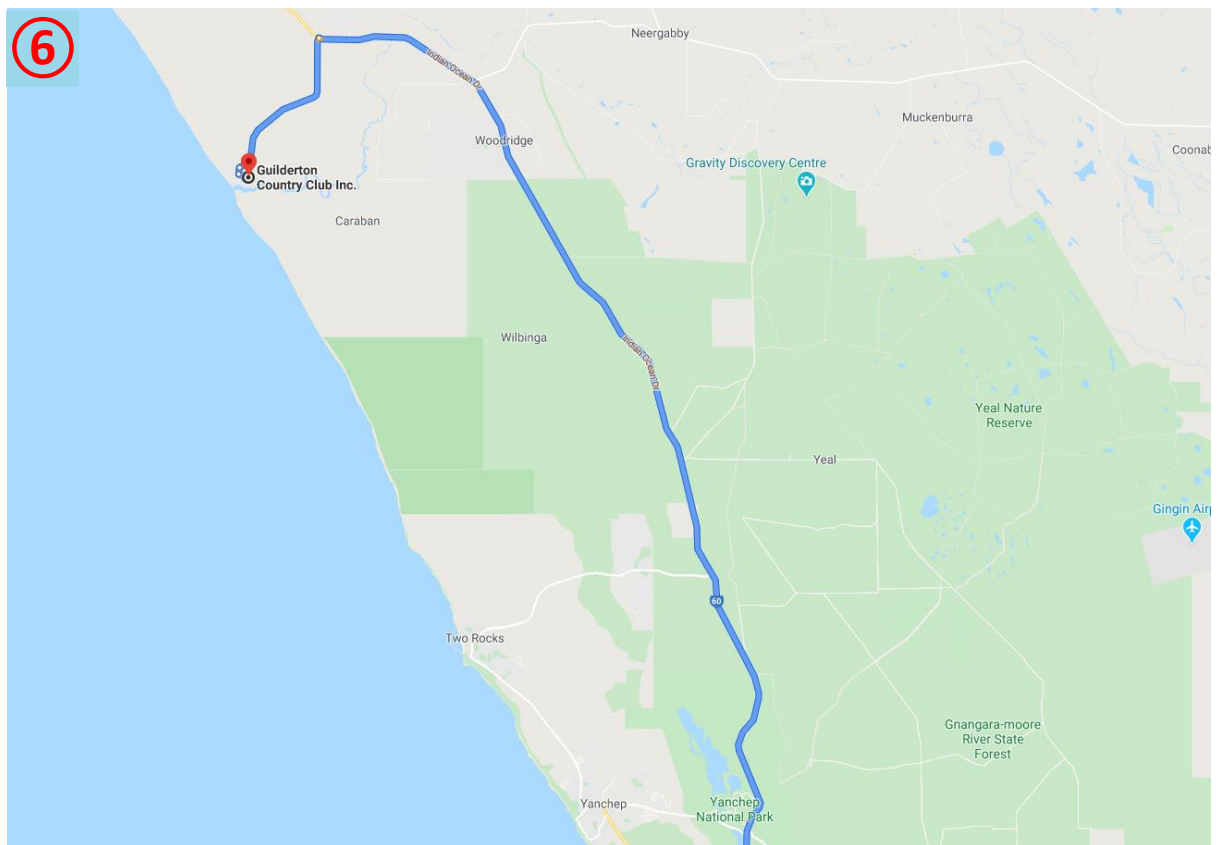 ⑥
Neergabby
Indian Ocean Dr
Muckenburra
Woodridge
Coonab
Gravity Discovery Centre
Guilderton
Country Club Inc.
Caraban
Wilbinga
Indian Ocean Dr
Yeal Nature
Reserve
Yeal
Gingin Airp
60
Two Rocks
Gnangara-moore
River State
Forest
Yanchep
Yanchep
National Park